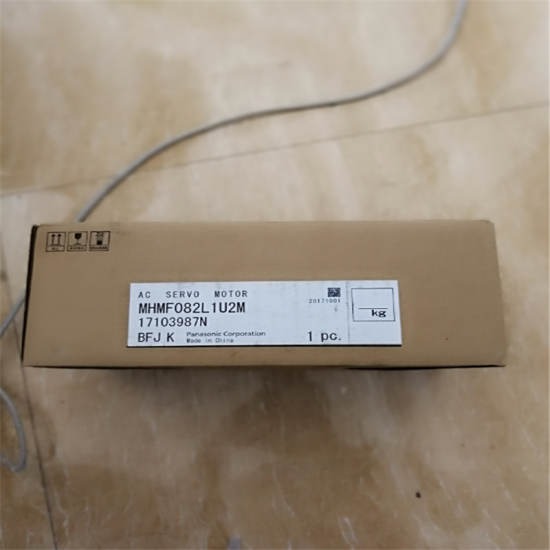 AC SERVO MOTOR
20171001
MHMF082L1U2M
17103987N
kg
BFJ K Panasonic Corporation
Made in China
1 pc.